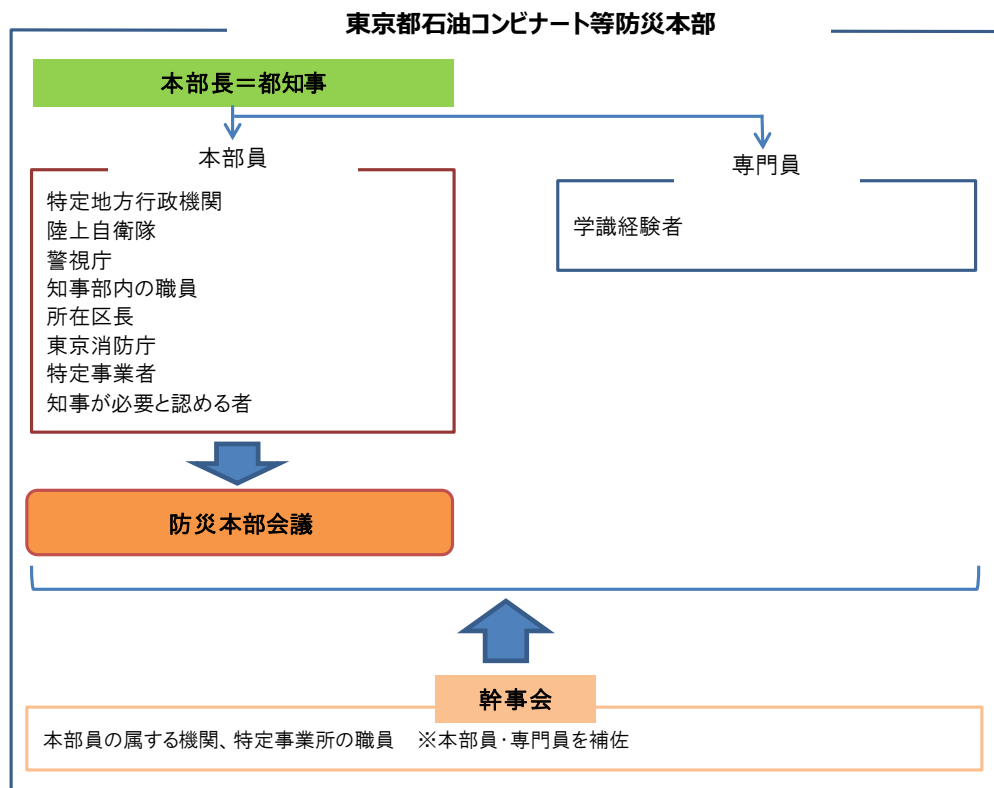 東京都石油コンビナート等防災本部
本部長＝都知事
本部員
特定地方行政機関
陸上自衛隊
警視庁
知事部内の職員
所在区長
東京消防庁
特定事業者
知事が必要と認める者
専門員
学識経験者
防災本部会議
幹事会
本部員の属する機関、特定事業所の職員　※本部員・専門員を補佐